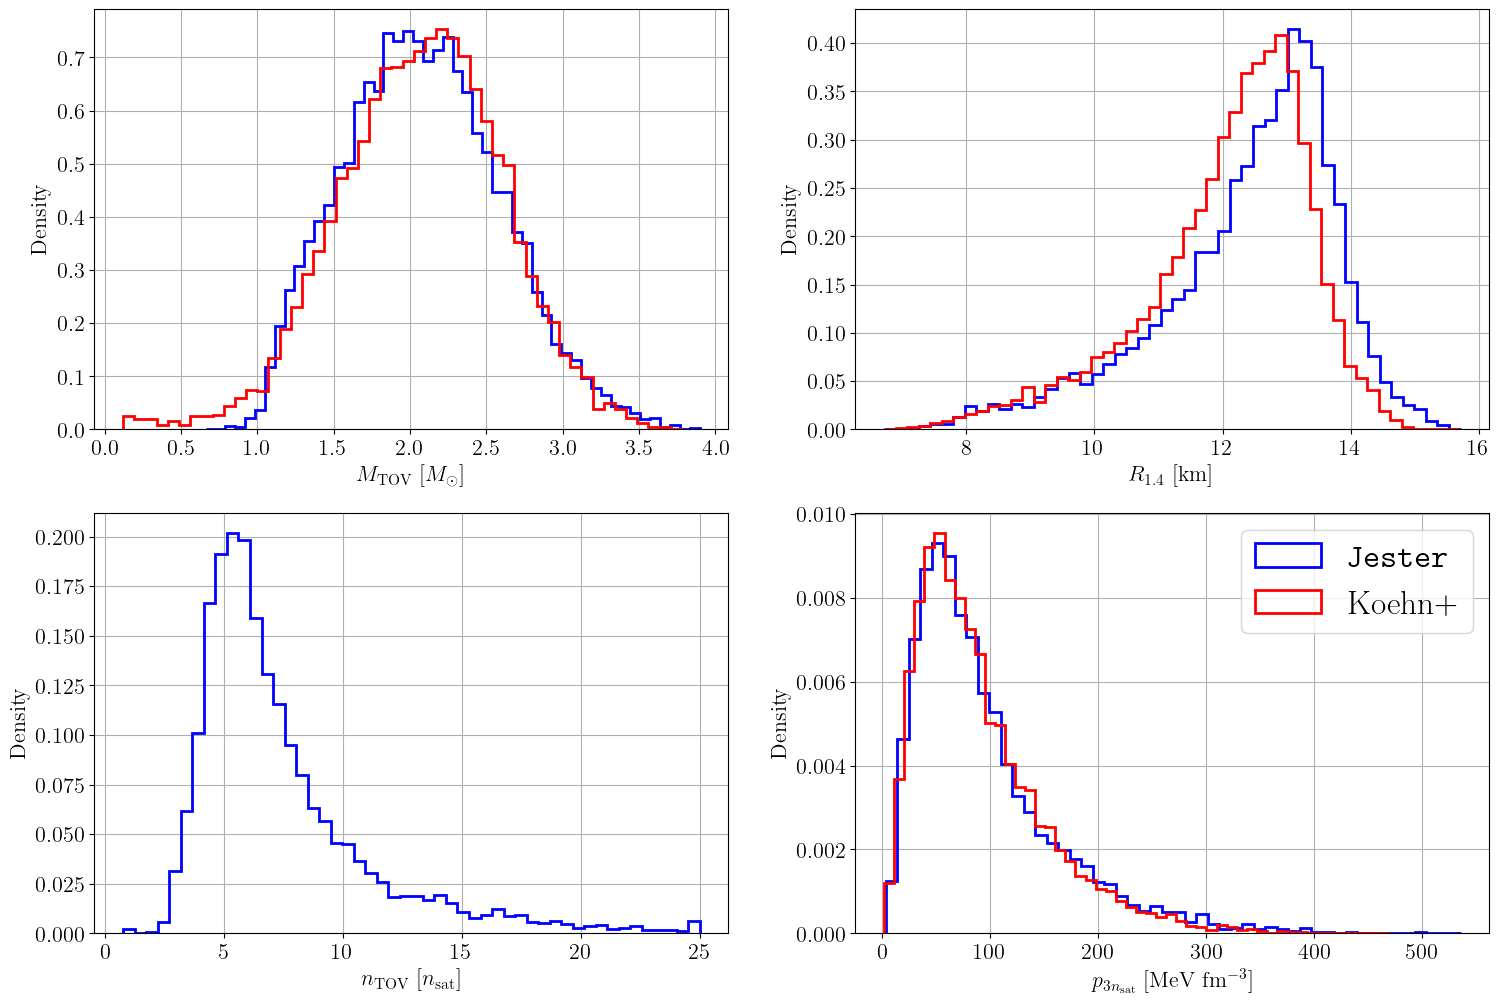 0.7
0.6
0.5
0.4
0.3
0.2
0.1
0.0
Density
0.0 0.5 1.0 1.5 2.0 2.5 3.0 3.5 4.0
M_TOV [M_⊙]
0.40
0.35
0.30
0.25
0.20
0.15
0.10
0.05
0.00
Density
8 10 12 14 16
R_1.4 [km]
0.200
0.175
0.150
0.125
0.100
0.075
0.050
0.025
0.000
Density
0 5 10 15 20 25
n_TOV [n_sat]
0.010
0.008
0.006
0.004
0.002
0.000
Density
0 100 200 300 400 500
p_3n_sat [MeV fm⁻³]
Jester
Koehn+